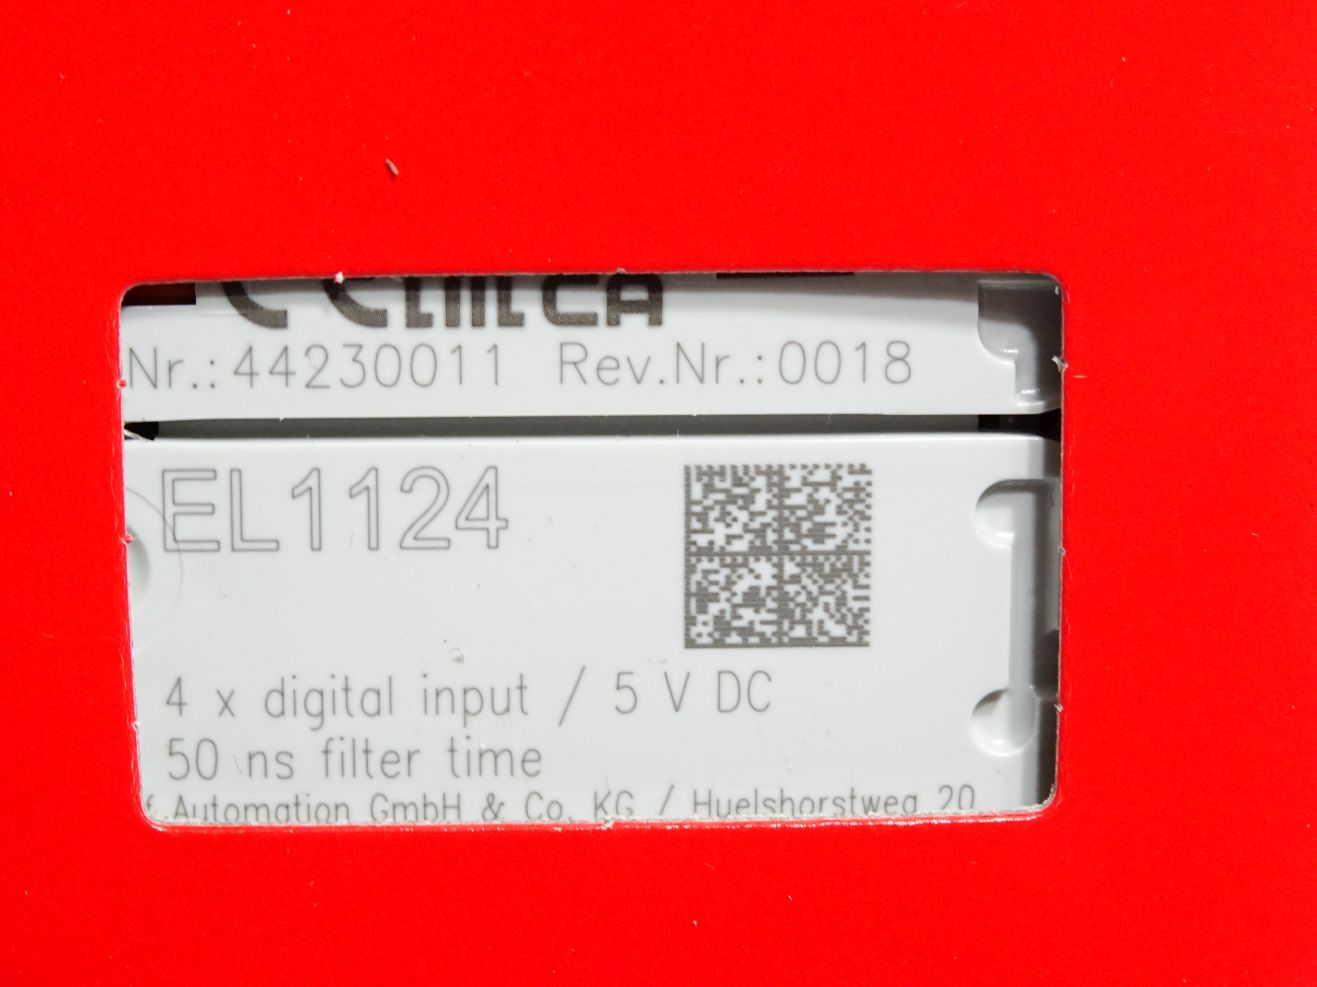 Nr.:44230011 Rev.Nr.:0018
EL1124
4 x digital input / 5 V DC
50 ns filter time
Automation GmbH & Co. KG / Huelshorstweg 20